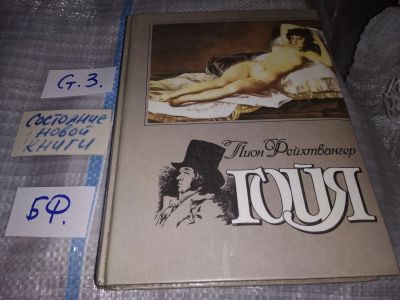 G.3.
Состояние
новой
книги
БФ.
Лион Фейхтвангер
ГОЙЯ